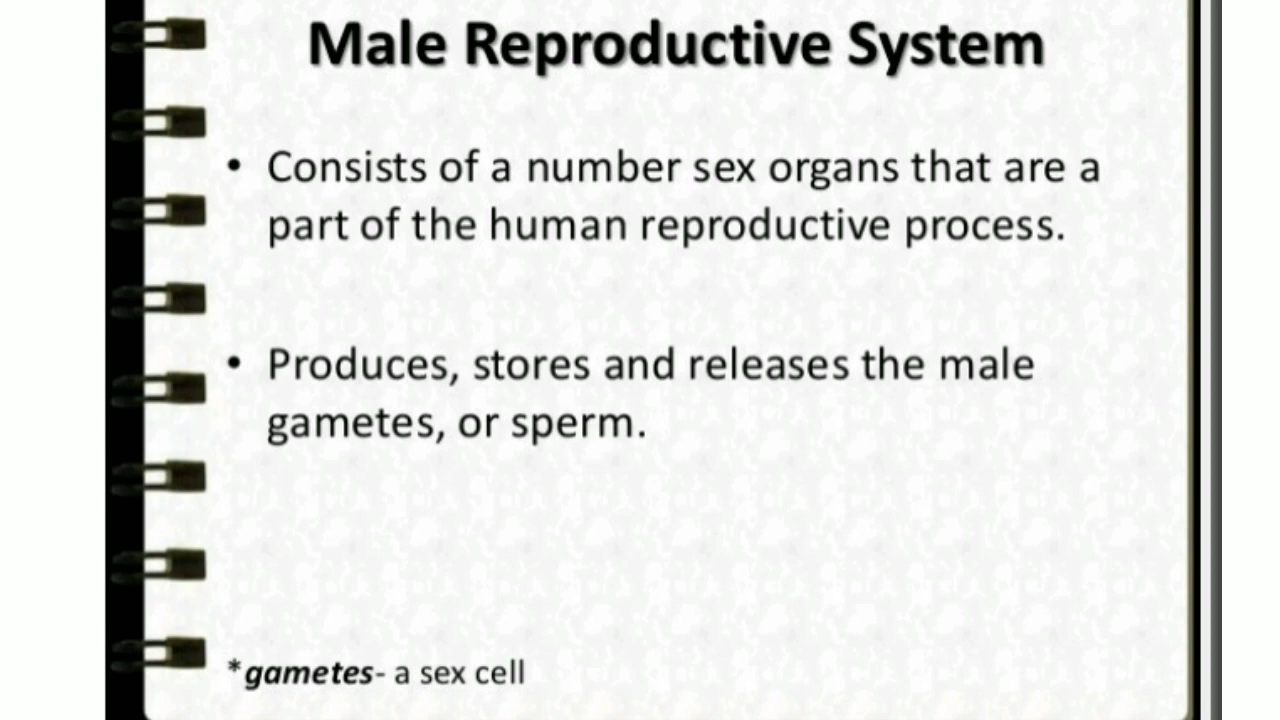 Male Reproductive System
• Consists of a number sex organs that are a
part of the human reproductive process.
• Produces, stores and releases the male
gametes, or sperm.
*gametes- a sex cell